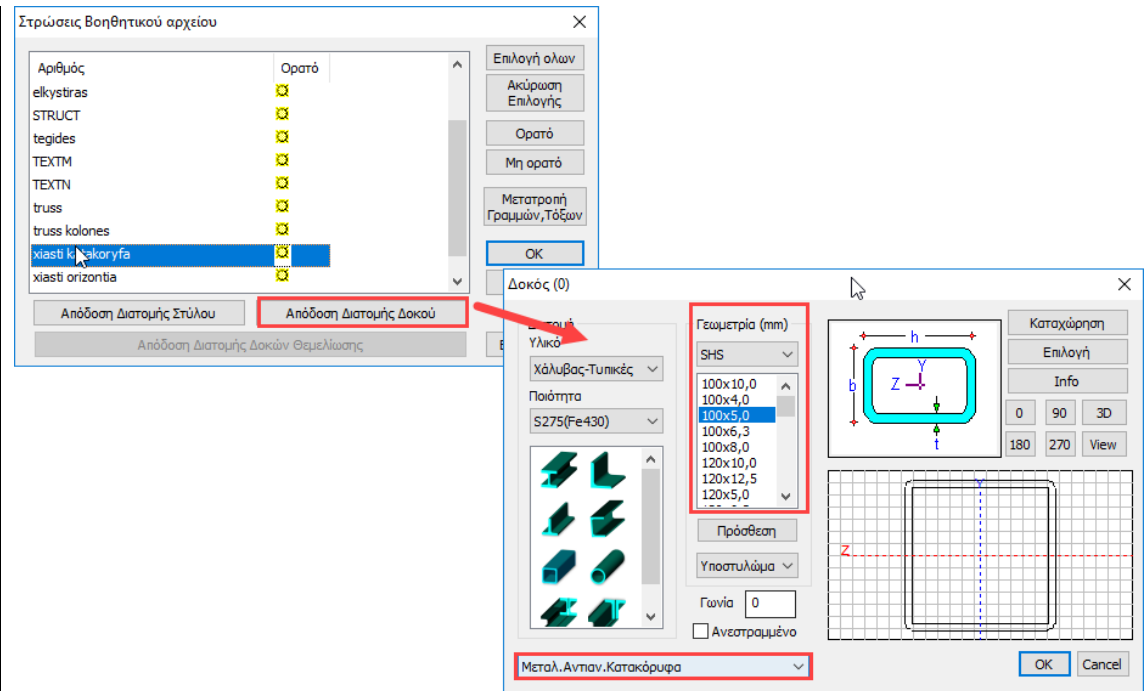 Στρώσεις Βοηθητικού αρχείου
Αριθμός Ορατό
elkystiras
STRUCT
tegides
TEXTM
TEXTN
truss
truss kolones
xiasti katakoryfa
xiasti orizontia
Επιλογή ολων
Ακύρωση
Επιλογής
Ορατό
Μη ορατό
Μετατροπή
Γραμμών,Τόξων
OK
Απόδοση Διατομής Στύλου
Απόδοση Διατομής Δοκού
Απόδοση Διατομής Δοκών Θεμελίωσης
Δοκός (0)
Διατομή
Υλικό
Χάλυβας-Τυπικές
Ποιότητα
S275(Fe430)
Γεωμετρία (mm)
SHS
100x10,0
100x4,0
100x5,0
100x6,3
100x8,0
120x10,0
120x12,5
120x5,0
Πρόσθεση
Υποστυλώμα
Γωνία 0
Ανεστραμμένο
Μεταλ.Αντιαν.Κατακόρυφα
h
b
Z
Y
t
Καταχώρηση
Επιλογή
Info
0 90 3D
180 270 View
Y
Z
OK Cancel